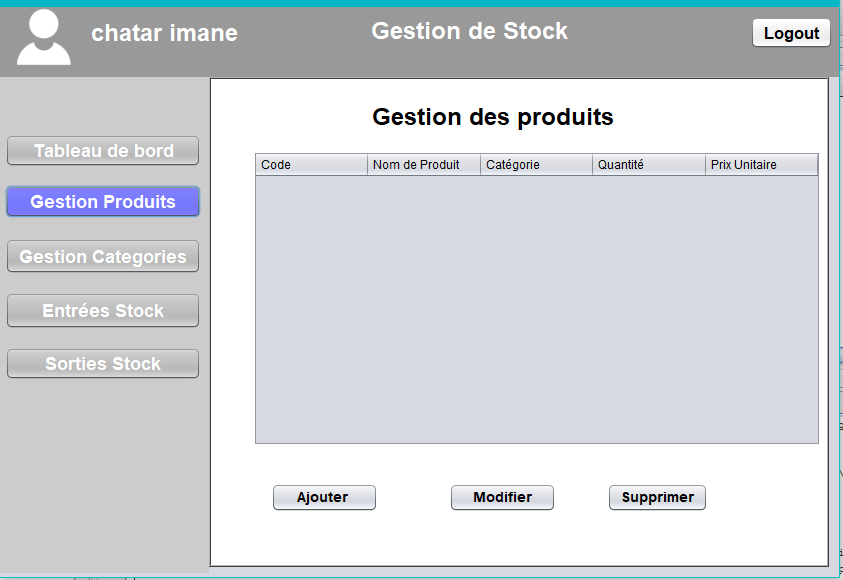 chatar imane
Gestion de Stock
Logout
Tableau de bord
Gestion Produits
Gestion Categories
Entrées Stock
Sorties Stock
Gestion des produits
Code Nom de Produit Catégorie Quantité Prix Unitaire
Ajouter Modifier Supprimer